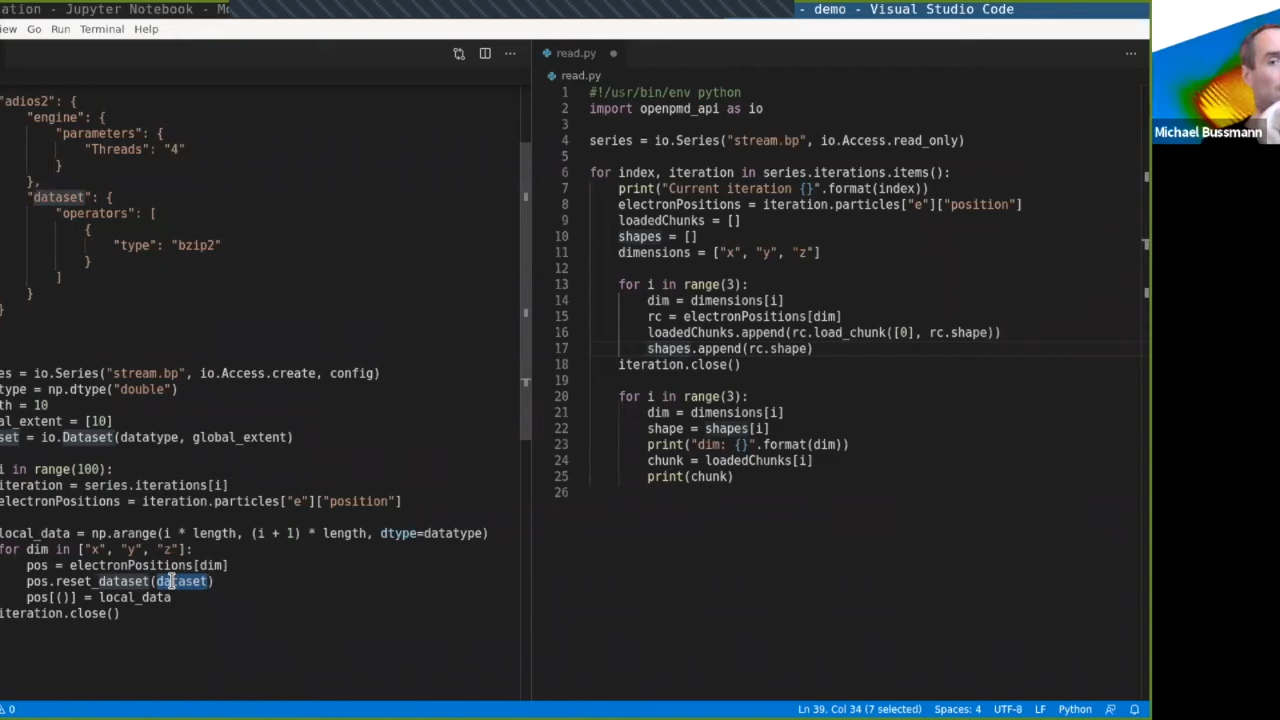 ation - Jupyter Notebook - Mo
- demo - Visual Studio Code
iew Go Run Terminal Help
"adios2": {
"engine": {
"parameters": {
"Threads": "4"
}
},
"dataset": {
"operators": [
{
"type": "bzip2"
}
]
}
}
es = io.Series("stream.bp", io.Access.create, config)
type = np.dtype("double")
th = 10
al_extent = [10]
set = io.Dataset(datatype, global_extent)
i in range(100):
iteration = series.iterations[i]
electronPositions = iteration.particles["e"]["position"]
local_data = np.arange(i * length, (i + 1) * length, dtype=datatype)
for dim in ["x", "y", "z"]:
pos = electronPositions[dim]
pos.reset_dataset(dataset)
pos[()] = local_data
iteration.close()
read.py
read.py
1 #!/usr/bin/env python
2 import openpmd_api as io
3
4 series = io.Series("stream.bp", io.Access.read_only)
5
6 for index, iteration in series.iterations.items():
7 print("Current iteration {}".format(index))
8 electronPositions = iteration.particles["e"]["position"]
9 loadedChunks = []
10 shapes = []
11 dimensions = ["x", "y", "z"]
12
13 for i in range(3):
14 dim = dimensions[i]
15 rc = electronPositions[dim]
16 loadedChunks.append(rc.load_chunk([0], rc.shape))
17 shapes.append(rc.shape)
18 iteration.close()
19
20 for i in range(3):
21 dim = dimensions[i]
22 shape = shapes[i]
23 print("dim: {}".format(dim))
24 chunk = loadedChunks[i]
25 print(chunk)
26
Michael Bussmann
0
Ln 39, Col 34 (7 selected) Spaces: 4 UTF-8 LF Python